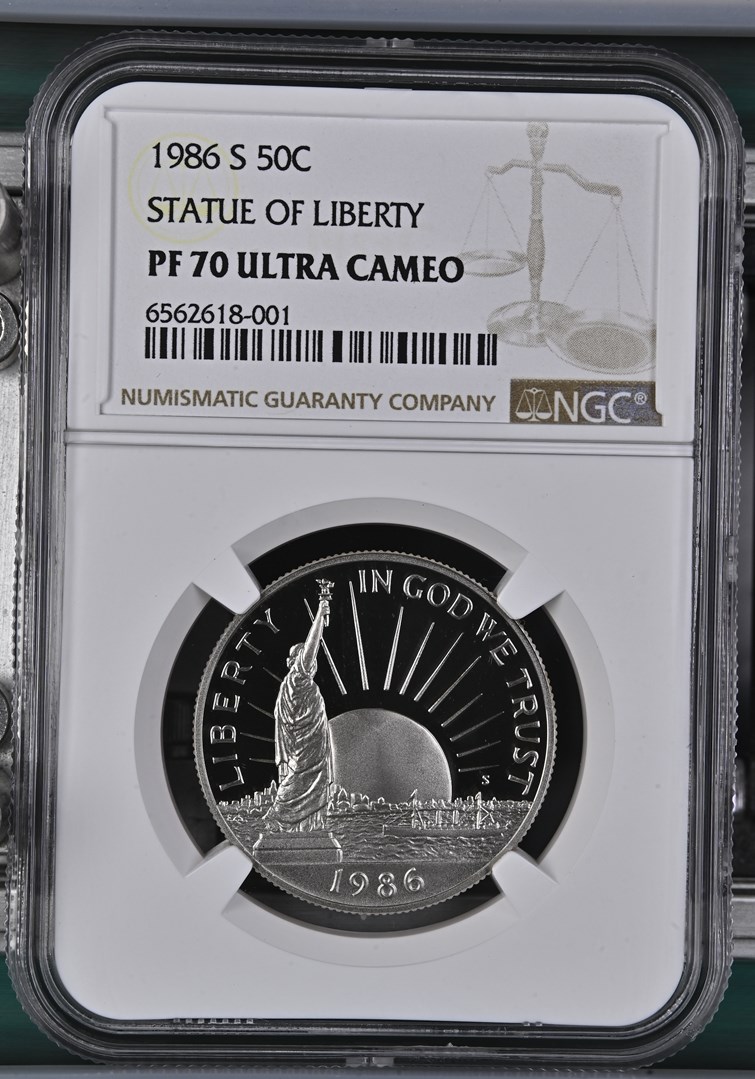 1986 S 50C
STATUE OF LIBERTY
PF 70 ULTRA CAMEO
6562618-001
NUMISMATIC GUARANTY COMPANY NGC®
LIBERTY
IN GOD WE TRUST
S
1986